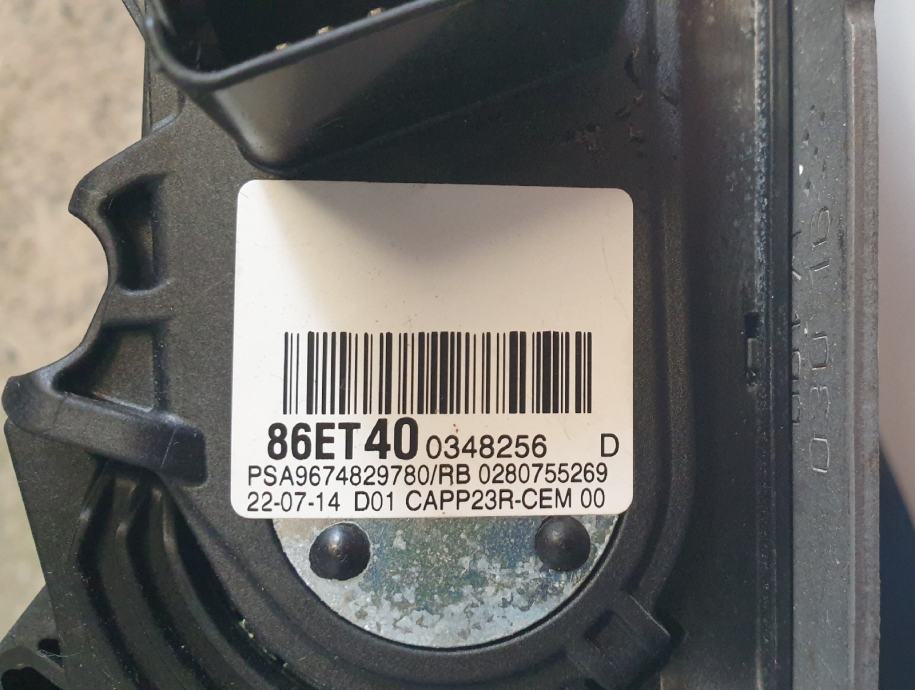 86ET40 0348256 D
PSA9674829780/RB 0280755269
22-07-14 D01 CAPP23R-CEM 00